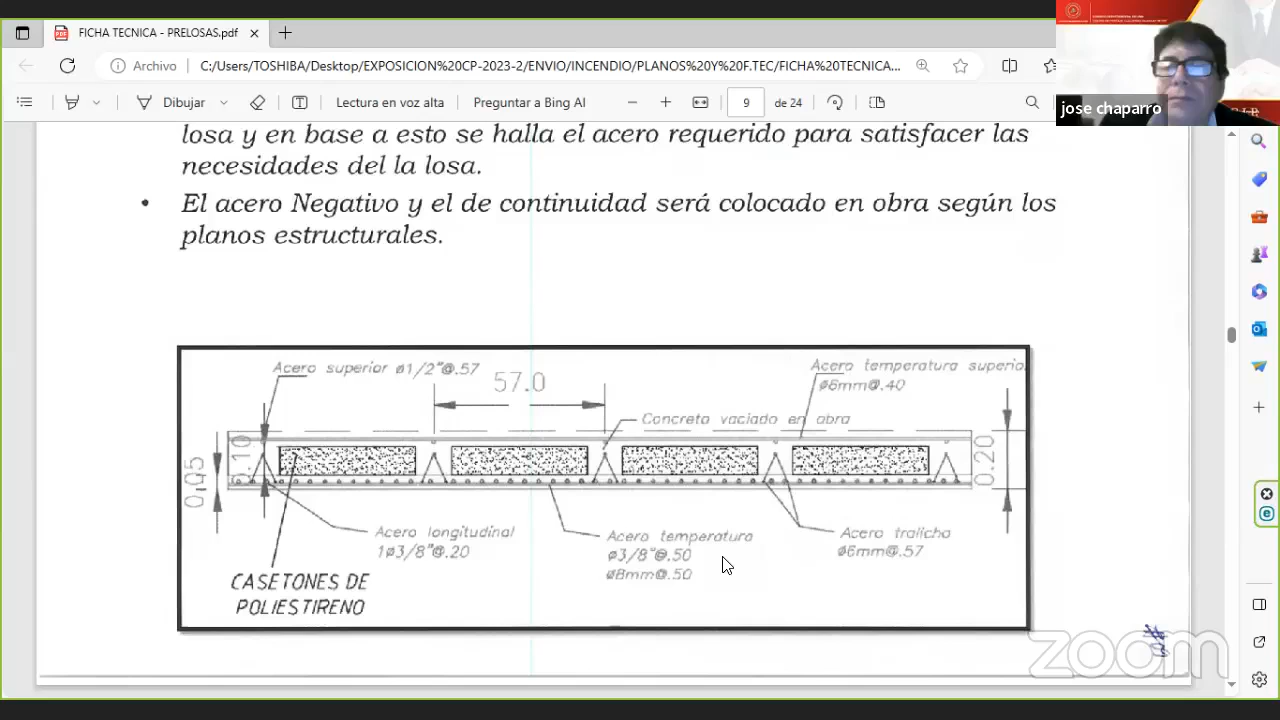 FICHA TECNICA - PRELOSAS.pdf
Archivo
C:/Users/TOSHIBA/Desktop/EXPOSICION%20CIP-2023-2/ENVIO/INCENDIO/PLANOS%20Y%20F.TEC/FICHA%20TECNICA...
Dibujar
Lectura en voz alta
Preguntar a Bing AI
9
de 24
jose chaparro
losa y en base a esto se halla el acero requerido para satisfacer las
necesidades del la losa.
• El acero Negativo y el de continuidad será colocado en obra según los
planos estructurales.
Acero superior ø1/2"@.57
57.0
Acero temperatura superio
ø6mm@.40
Concreto vaciado en obra
0.05
0.10
0.20
Acero longitudinal
1ø3/8"@.20
Acero temperatura
ø3/8"@.50
ø8mm@.50
Acero tralicho
ø6mm@.57
CASETONES DE
POLIESTIRENO
zoom